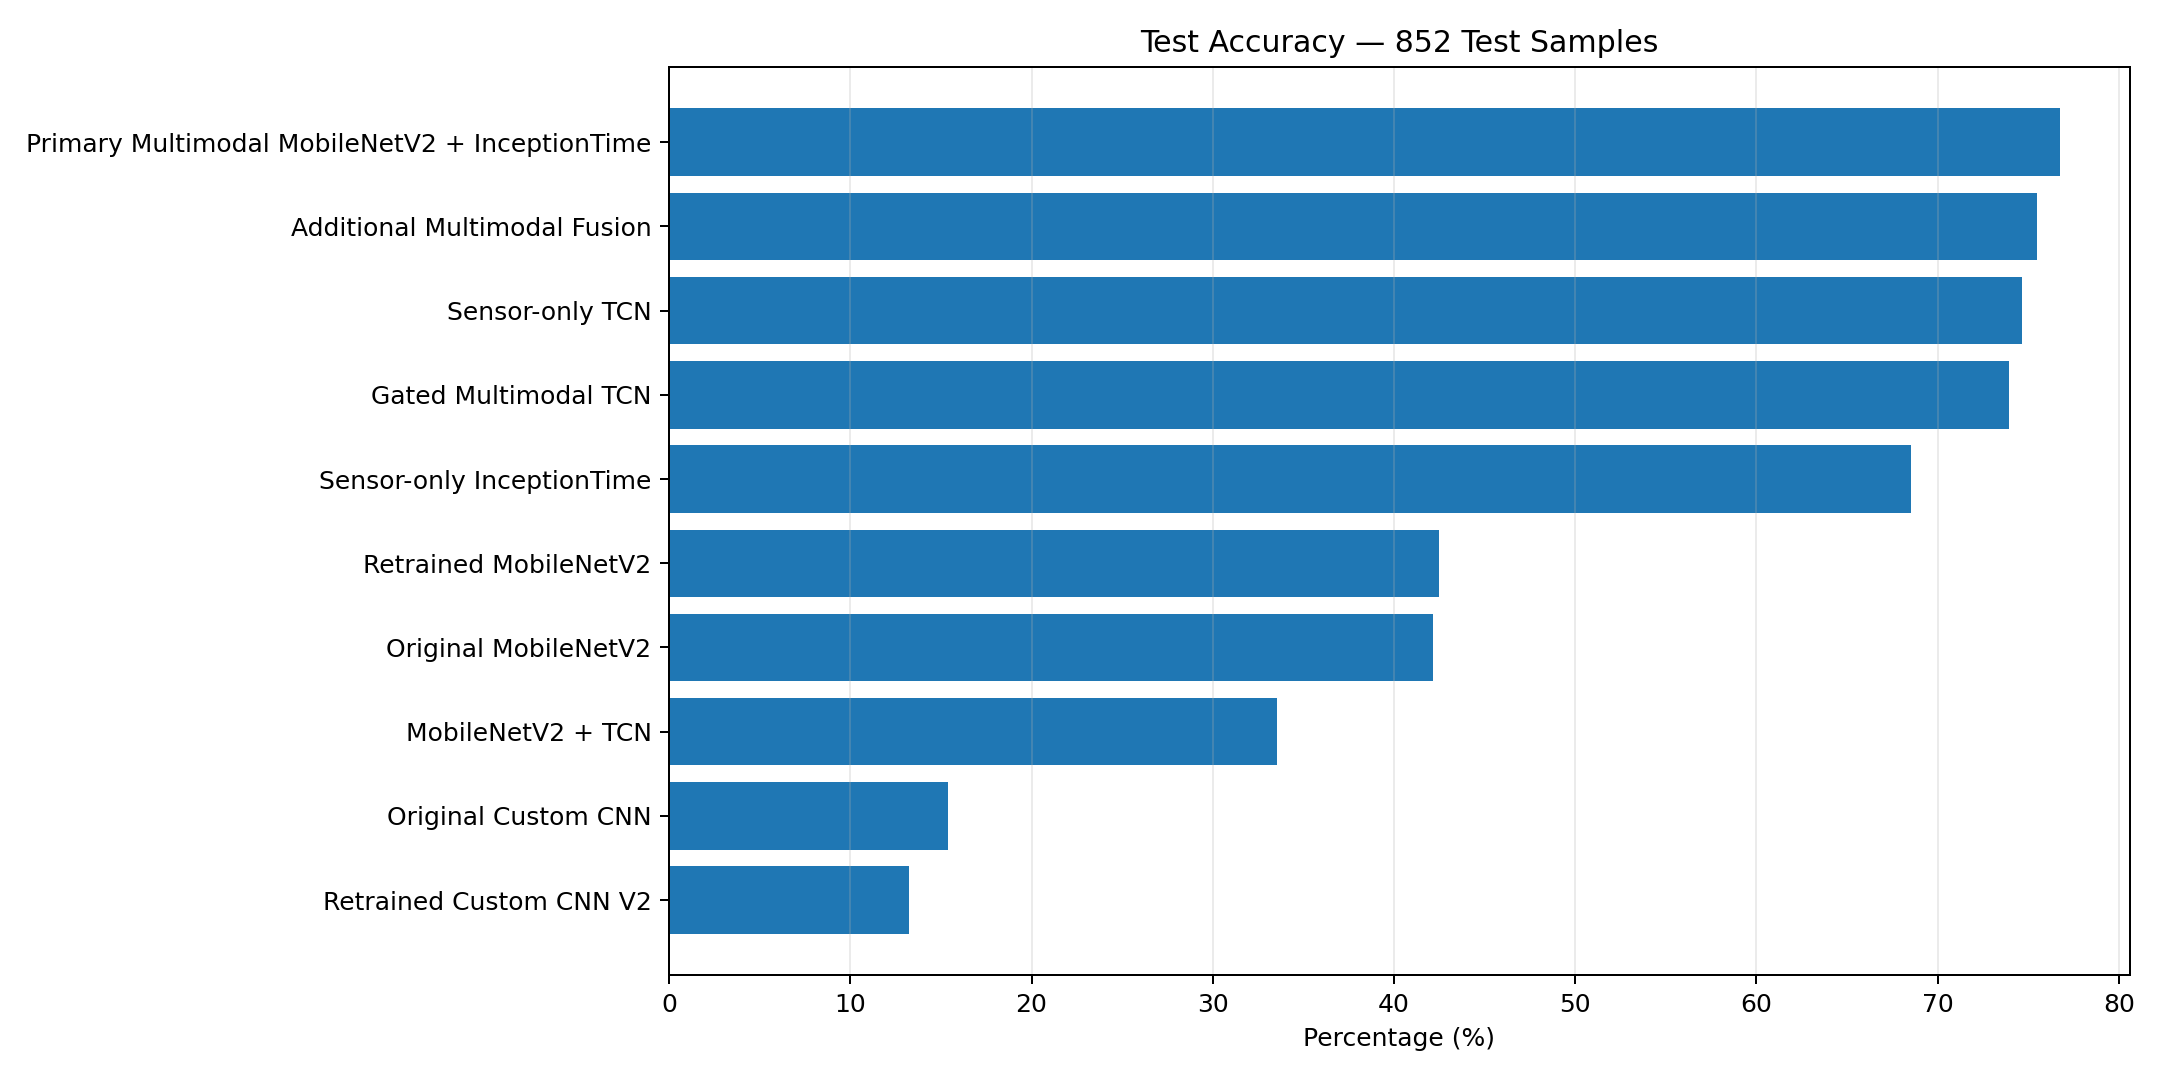 Test Accuracy — 852 Test Samples
Primary Multimodal MobileNetV2 + InceptionTime
Additional Multimodal Fusion
Sensor-only TCN
Gated Multimodal TCN
Sensor-only InceptionTime
Retrained MobileNetV2
Original MobileNetV2
MobileNetV2 + TCN
Original Custom CNN
Retrained Custom CNN V2
0 10 20 30 40 50 60 70 80
Percentage (%)